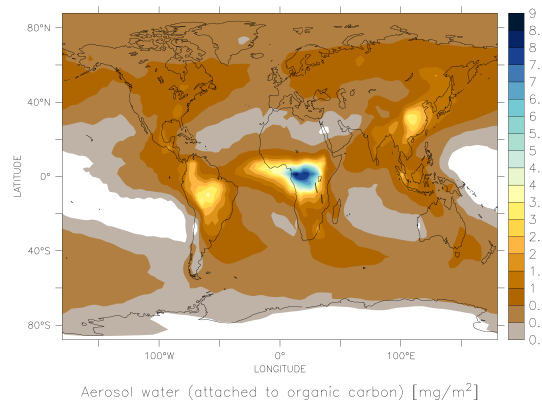 80°N
40°N
0°
40°S
80°S
LATITUDE
100°W
0°
100°E
LONGITUDE
9
8.
8.
7.
7.
6.
6.
5.
5.
4.
4.
3.
3.
2.
2.
1.
1.
0.
0.
0.
Aerosol water (attached to organic carbon) [mg/m²]